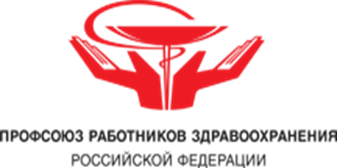 ПРОФСОЮЗ РАБОТНИКОВ ЗДРАВООХРАНЕНИЯ
РОССИЙСКОЙ ФЕДЕРАЦИИ